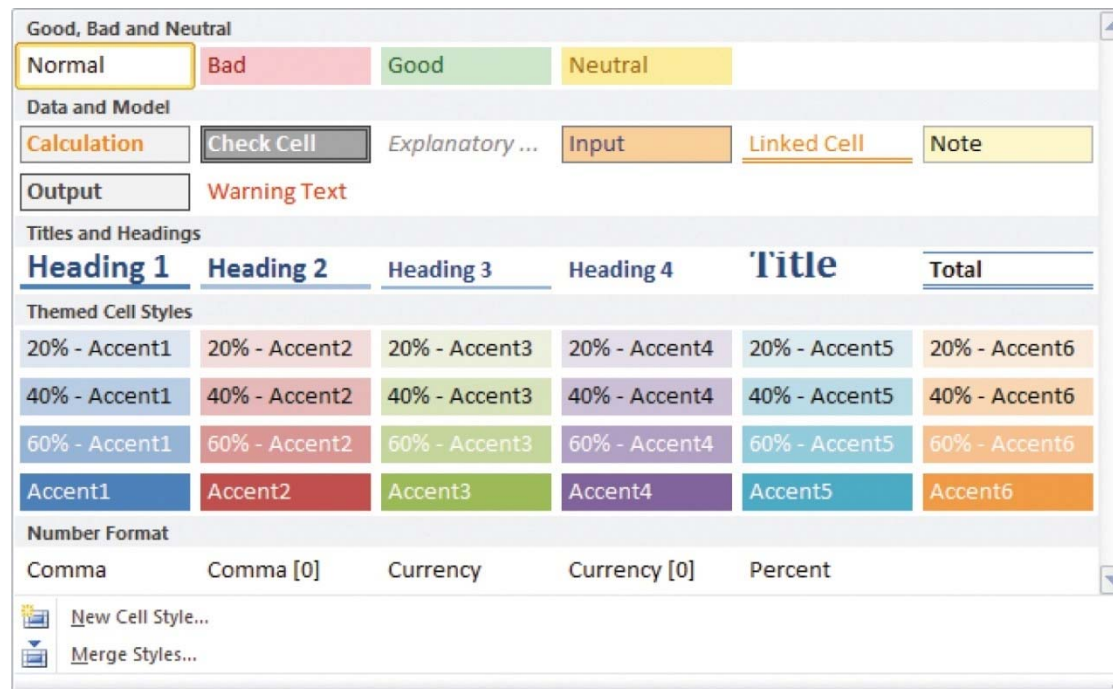 Good, Bad and Neutral
Normal Bad Good Neutral
Data and Model
Calculation Check Cell Explanatory ... Input Linked Cell Note
Output Warning Text
Titles and Headings
Heading 1 Heading 2 Heading 3 Heading 4 Title Total
Themed Cell Styles
20% - Accent1 20% - Accent2 20% - Accent3 20% - Accent4 20% - Accent5 20% - Accent6
40% - Accent1 40% - Accent2 40% - Accent3 40% - Accent4 40% - Accent5 40% - Accent6
60% - Accent1 60% - Accent2 60% - Accent3 60% - Accent4 60% - Accent5 60% - Accent6
Accent1 Accent2 Accent3 Accent4 Accent5 Accent6
Number Format
Comma Comma [0] Currency Currency [0] Percent
New Cell Style...
Merge Styles...